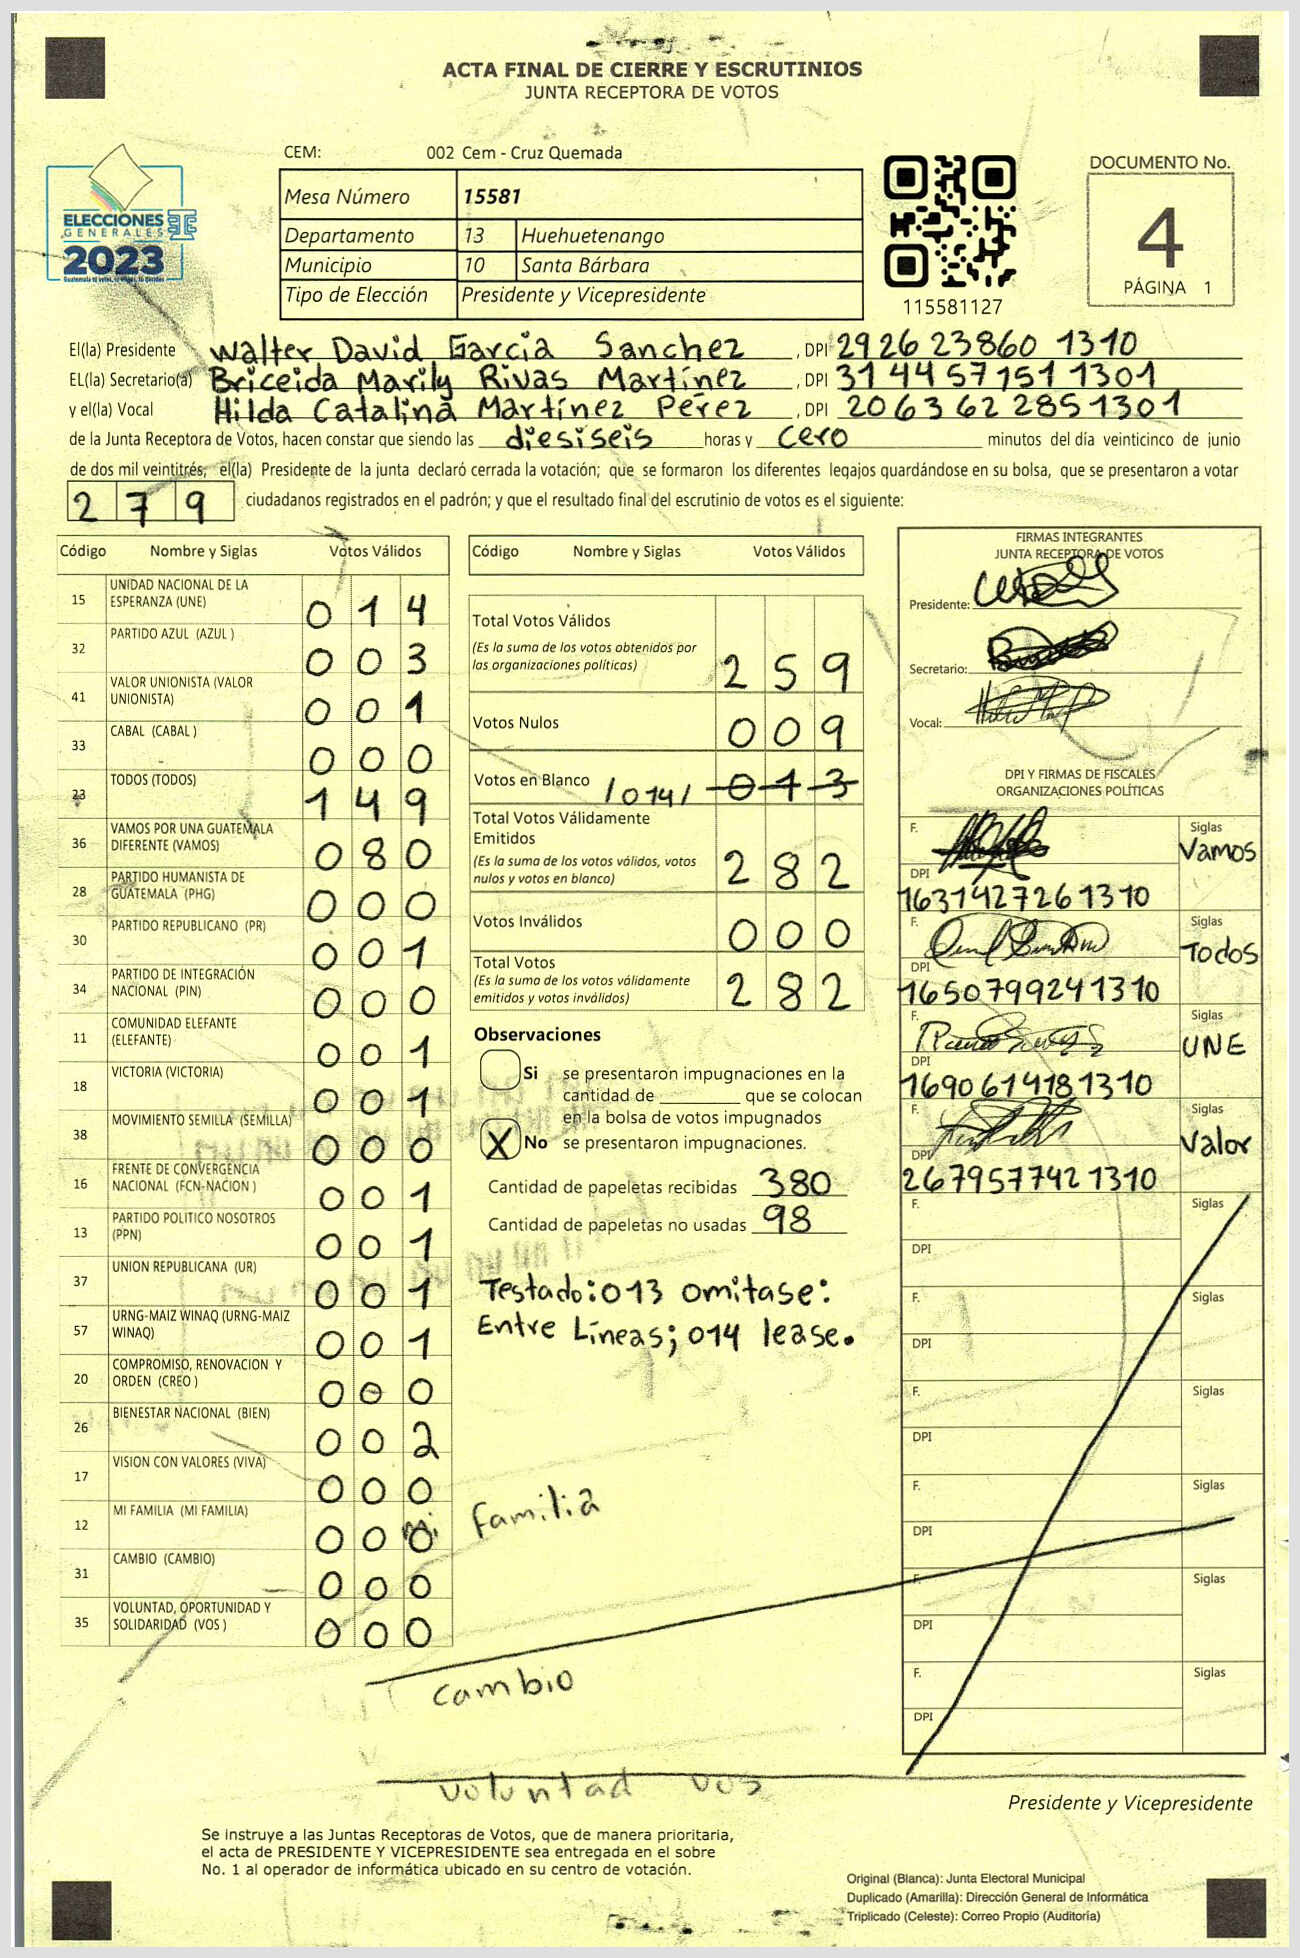 ACTA FINAL DE CIERRE Y ESCRUTINIOS
JUNTA RECEPTORA DE VOTOS
CEM: 002 Cem - Cruz Quemada
ELECCIONES
GENERALES
2023
Mesa Número 15581
Departamento 13 Huehuetenango
Municipio 10 Santa Bárbara
Tipo de Elección Presidente y Vicepresidente
115581127
DOCUMENTO No.
4
PÁGINA 1
El(la) Presidente Walter David Garcia Sanchez , DPI 2926 23860 1310
EL(la) Secretario(a) Briceida Marily Rivas Martínez , DPI 3144571511301
y el(la) Vocal Hilda Catalina Martínez Pérez , DPI 2063622851301
de la Junta Receptora de Votos, hacen constar que siendo las diesiseis horas y cero minutos del día veinticinco de junio
de dos mil veintitrés; el(la) Presidente de la junta declaró cerrada la votación; que se formaron los diferentes legajos quardándose en su bolsa, que se presentaron a votar
279 ciudadanos registrados en el padrón; y que el resultado final del escrutinio de votos es el siguiente:
Código Nombre y Siglas Votos Válidos
15 UNIDAD NACIONAL DE LA ESPERANZA (UNE) 014
32 PARTIDO AZUL (AZUL ) 003
41 VALOR UNIONISTA (VALOR UNIONISTA) 001
33 CABAL (CABAL ) 000
23 TODOS (TODOS) 149
36 VAMOS POR UNA GUATEMALA DIFERENTE (VAMOS) 080
28 PARTIDO HUMANISTA DE GUATEMALA (PHG) 000
30 PARTIDO REPUBLICANO (PR) 001
34 PARTIDO DE INTEGRACIÓN NACIONAL (PIN) 000
11 COMUNIDAD ELEFANTE (ELEFANTE) 001
18 VICTORIA (VICTORIA) 001
38 MOVIMIENTO SEMILLA (SEMILLA) 000
16 FRENTE DE CONVERGENCIA NACIONAL (FCN-NACION ) 001
13 PARTIDO POLITICO NOSOTROS (PPN) 001
37 UNION REPUBLICANA (UR) 001
57 URNG-MAIZ WINAQ (URNG-MAIZ WINAQ) 001
20 COMPROMISO, RENOVACION Y ORDEN (CREO ) 000
26 BIENESTAR NACIONAL (BIEN) 002
17 VISION CON VALORES (VIVA) 000
12 MI FAMILIA (MI FAMILIA) 000
31 CAMBIO (CAMBIO) 000
35 VOLUNTAD, OPORTUNIDAD Y SOLIDARIDAD (VOS ) 000
Código Nombre y Siglas Votos Válidos
Total Votos Válidos
(Es la suma de los votos obtenidos por
las organizaciones políticas) 259
Votos Nulos 009
Votos en Blanco /014/ 013
Total Votos Válidamente
Emitidos
(Es la suma de los votos válidos, votos
nulos y votos en blanco) 282
Votos Inválidos 000
Total Votos
(Es la suma de los votos válidamente
emitidos y votos inválidos) 282
Observaciones
Si se presentaron impugnaciones en la
cantidad de que se colocan
en la bolsa de votos impugnados
X No se presentaron impugnaciones.
Cantidad de papeletas recibidas 380
Cantidad de papeletas no usadas 98
Testado:013 omitase:
Entre Líneas; 014 lease.
mi familia
cambio
voluntad vos
FIRMAS INTEGRANTES
JUNTA RECEPTORA DE VOTOS
Presidente:
Secretario:
Vocal:
DPI Y FIRMAS DE FISCALES
ORGANIZACIONES POLÍTICAS
F. Siglas Vamos
DPI 1631427261310
F. Siglas Todos
DPI 1650799241310
F. Siglas UNE
DPI 1690614181310
F. Siglas Valor
DPI 2679577421310
F. Siglas
DPI
F. Siglas
DPI
F. Siglas
DPI
F. Siglas
DPI
F. Siglas
DPI
F. Siglas
DPI
Presidente y Vicepresidente
Se instruye a las Juntas Receptoras de Votos, que de manera prioritaria,
el acta de PRESIDENTE Y VICEPRESIDENTE sea entregada en el sobre
No. 1 al operador de informática ubicado en su centro de votación.
Original (Blanca): Junta Electoral Municipal
Duplicado (Amarilla): Dirección General de Informática
Triplicado (Celeste): Correo Propio (Auditoría)